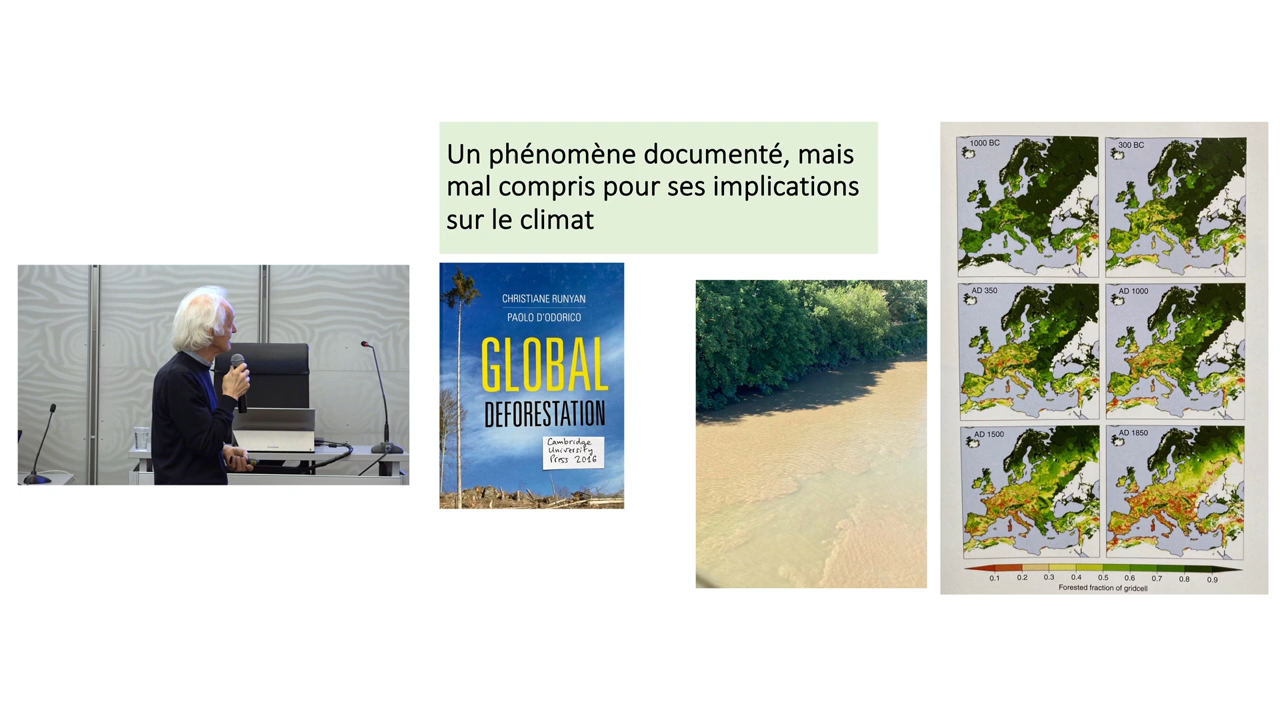 Un phénomène documenté, mais
mal compris pour ses implications
sur le climat
CHRISTIANE RUNYAN
PAOLO D'ODORICO
GLOBAL
DEFORESTATION
Cambridge
University
Press 2016
1000 BC
300 BC
AD 350
AD 1000
AD 1500
AD 1850
0.1 0.2 0.3 0.4 0.5 0.6 0.7 0.8 0.9
Forested fraction of gridcell